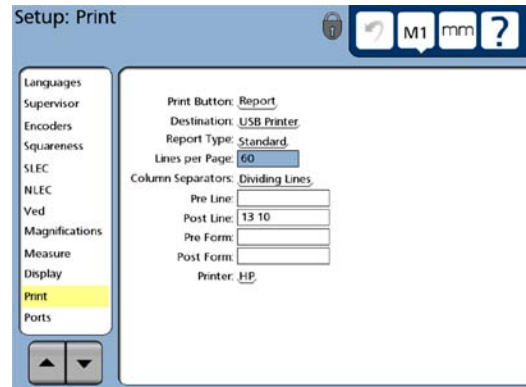 Setup: Print
M1 mm ?
Languages
Supervisor
Encoders
Squareness
SLEC
NLEC
Ved
Magnifications
Measure
Display
Print
Ports
Print Button: Report
Destination: USB Printer
Report Type: Standard
Lines per Page: 60
Column Separators: Dividing Lines
Pre Line:
Post Line: 13 10
Pre Form:
Post Form:
Printer: HP